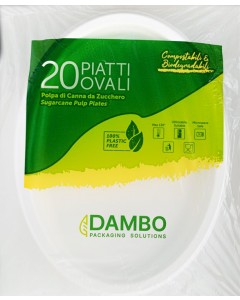 Compostabili &
Biodegradabili
20 PIATTI
OVALI
Polpa di Canna da Zucchero
Sugarcane Pulp Plates
100%
PLASTIC
FREE
DAMBO
PACKAGING SOLUTIONS